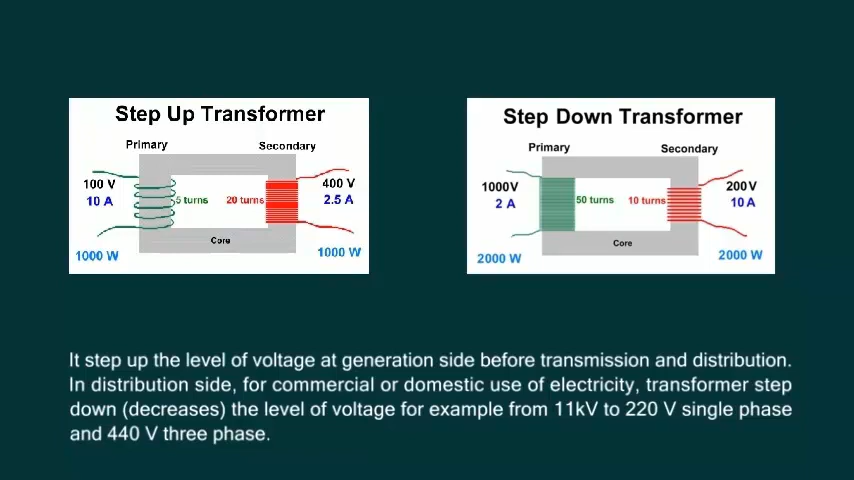 Step Up Transformer
Primary
Secondary
100 V
10 A
5 turns
20 turns
400 V
2.5 A
Core
1000 W
1000 W
Step Down Transformer
Primary
Secondary
1000V
2 A
50 turns
10 turns
200V
10 A
Core
2000 W
2000 W
It step up the level of voltage at generation side before transmission and distribution.
In distribution side, for commercial or domestic use of electricity, transformer step
down (decreases) the level of voltage for example from 11kV to 220 V single phase
and 440 V three phase.